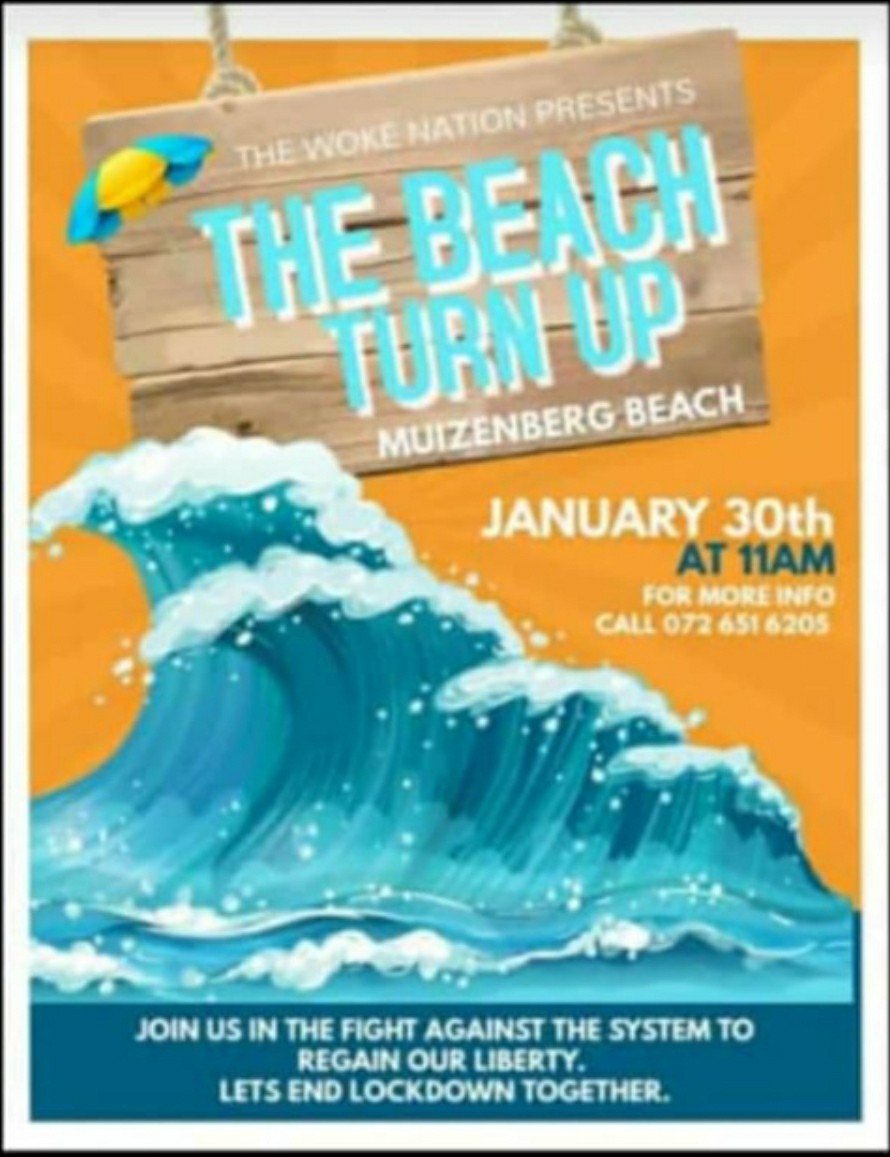 THE WOKE NATION PRESENTS
THE BEACH
TURN UP
MUIZENBERG BEACH
JANUARY 30th
AT 11AM
FOR MORE INFO
CALL 072 651 6205
JOIN US IN THE FIGHT AGAINST THE SYSTEM TO
REGAIN OUR LIBERTY.
LETS END LOCKDOWN TOGETHER.